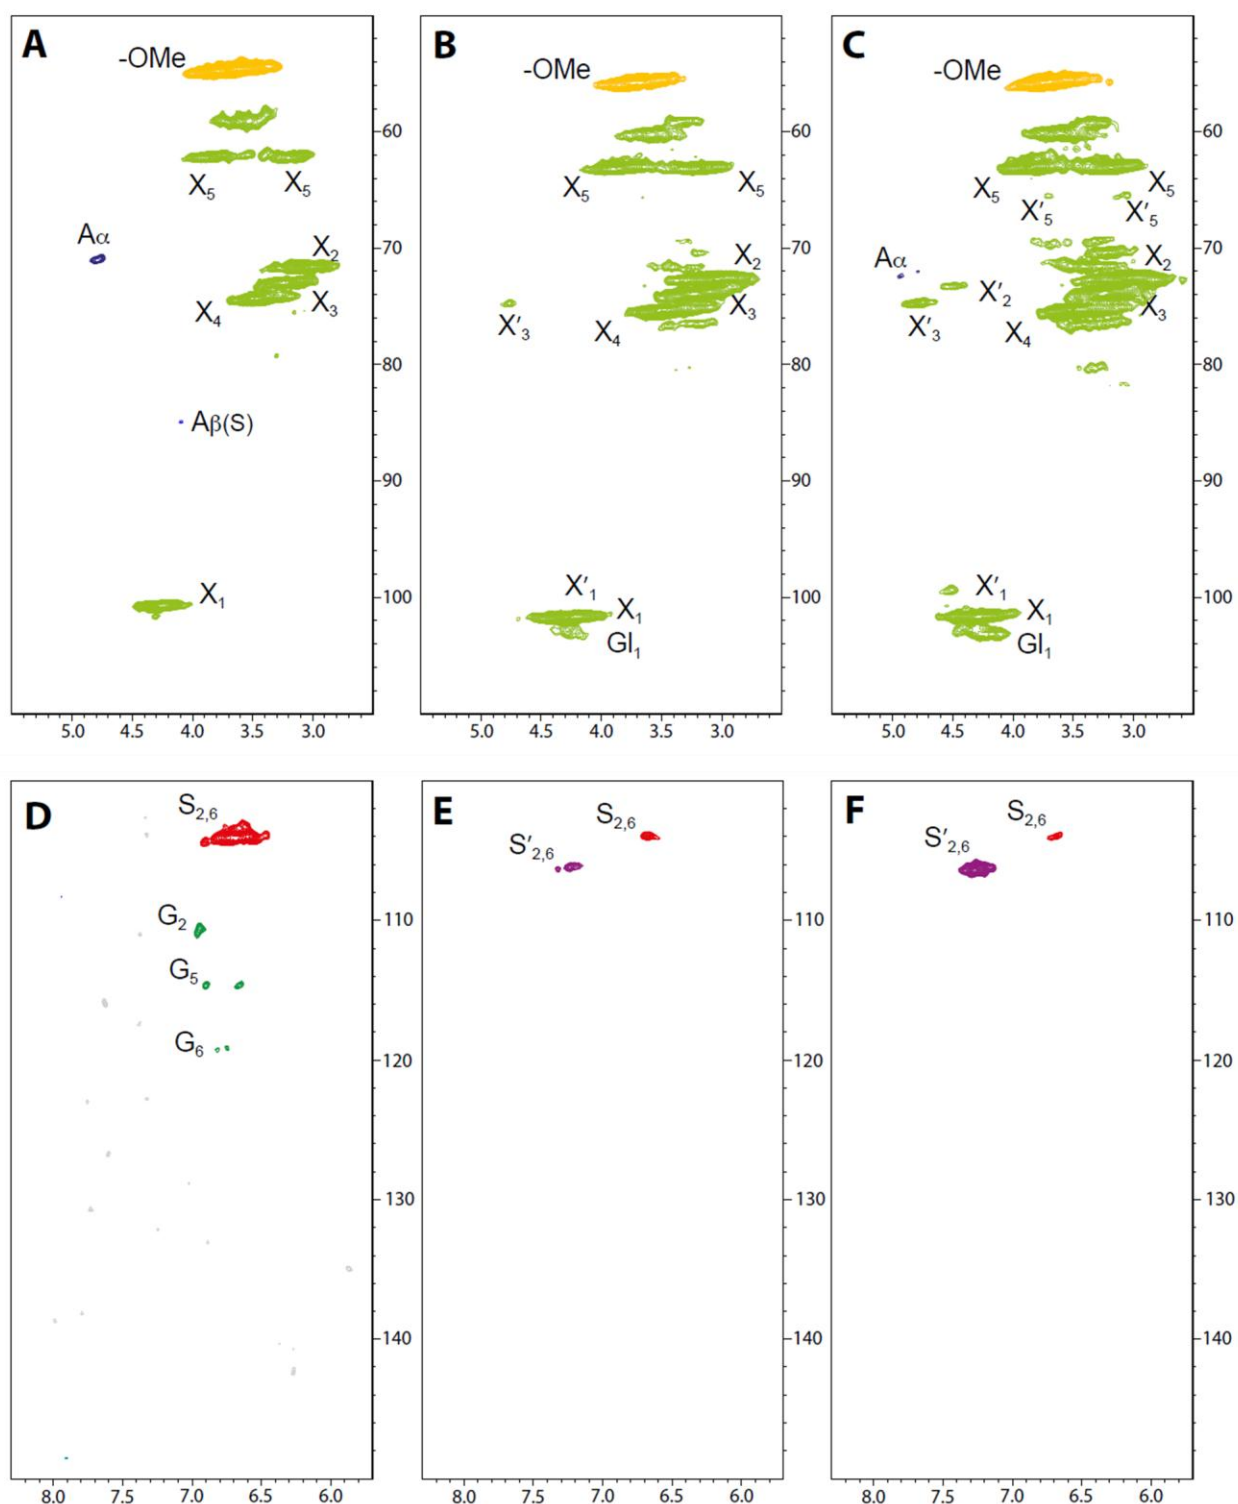 A
-OMe
X5 X5
Aα
X2
X4 X3
Aβ(S)
X1
60
70
80
90
100
5.0 4.5 4.0 3.5 3.0
B
-OMe
X5 X5
X2
X3
X'3 X4
X'1
X1
Gl1
60
70
80
90
100
5.0 4.5 4.0 3.5 3.0
C
-OMe
X5 X5
X'5 X'5
Aα
X2
X'2
X3
X'3 X4
X'1
X1
Gl1
60
70
80
90
100
5.0 4.5 4.0 3.5 3.0
D
S2,6
G2
G5
G6
110
120
130
140
8.0 7.5 7.0 6.5 6.0
E
S2,6
S'2,6
110
120
130
140
8.0 7.5 7.0 6.5 6.0
F
S2,6
S'2,6
110
120
130
140
8.0 7.5 7.0 6.5 6.0